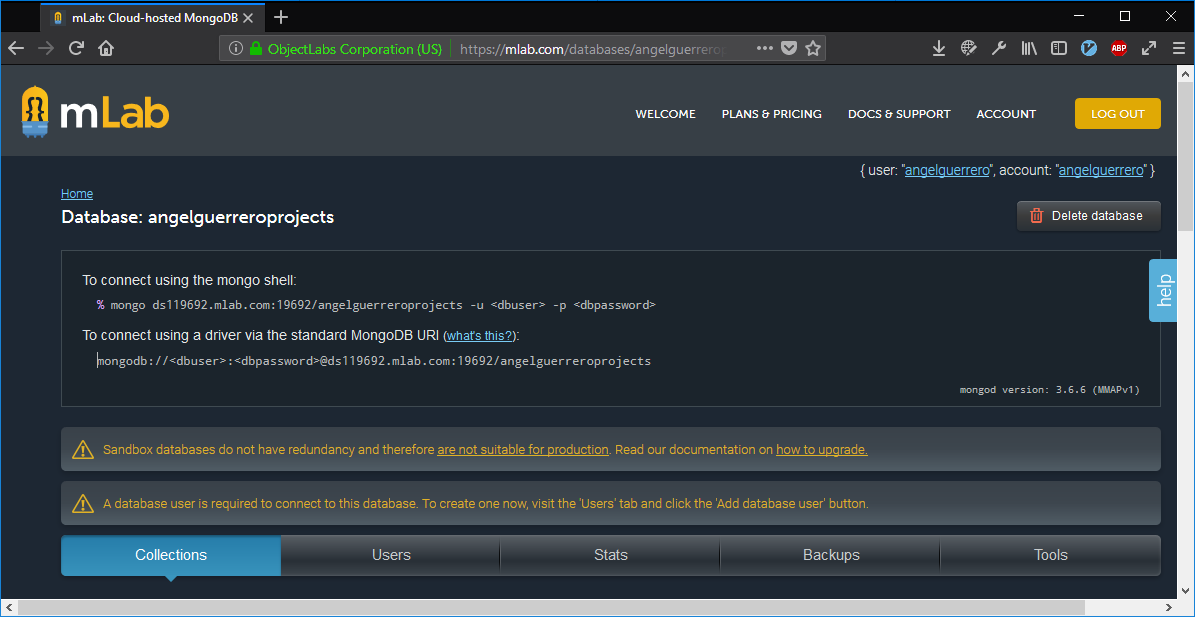 mLab: Cloud-hosted MongoDB
ObjectLabs Corporation (US) https://mlab.com/databases/angelguerrerop
ABP
mLab
WELCOME PLANS & PRICING DOCS & SUPPORT ACCOUNT LOG OUT
{ user: "angelguerrero", account: "angelguerrero" }
Home
Database: angelguerreroprojects
Delete database
To connect using the mongo shell:
% mongo ds119692.mlab.com:19692/angelguerreroprojects -u <dbuser> -p <dbpassword>
help
To connect using a driver via the standard MongoDB URI (what's this?):
mongodb://<dbuser>:<dbpassword>@ds119692.mlab.com:19692/angelguerreroprojects
mongod version: 3.6.6 (MMAPv1)
Sandbox databases do not have redundancy and therefore are not suitable for production. Read our documentation on how to upgrade.
A database user is required to connect to this database. To create one now, visit the 'Users' tab and click the 'Add database user' button.
Collections Users Stats Backups Tools